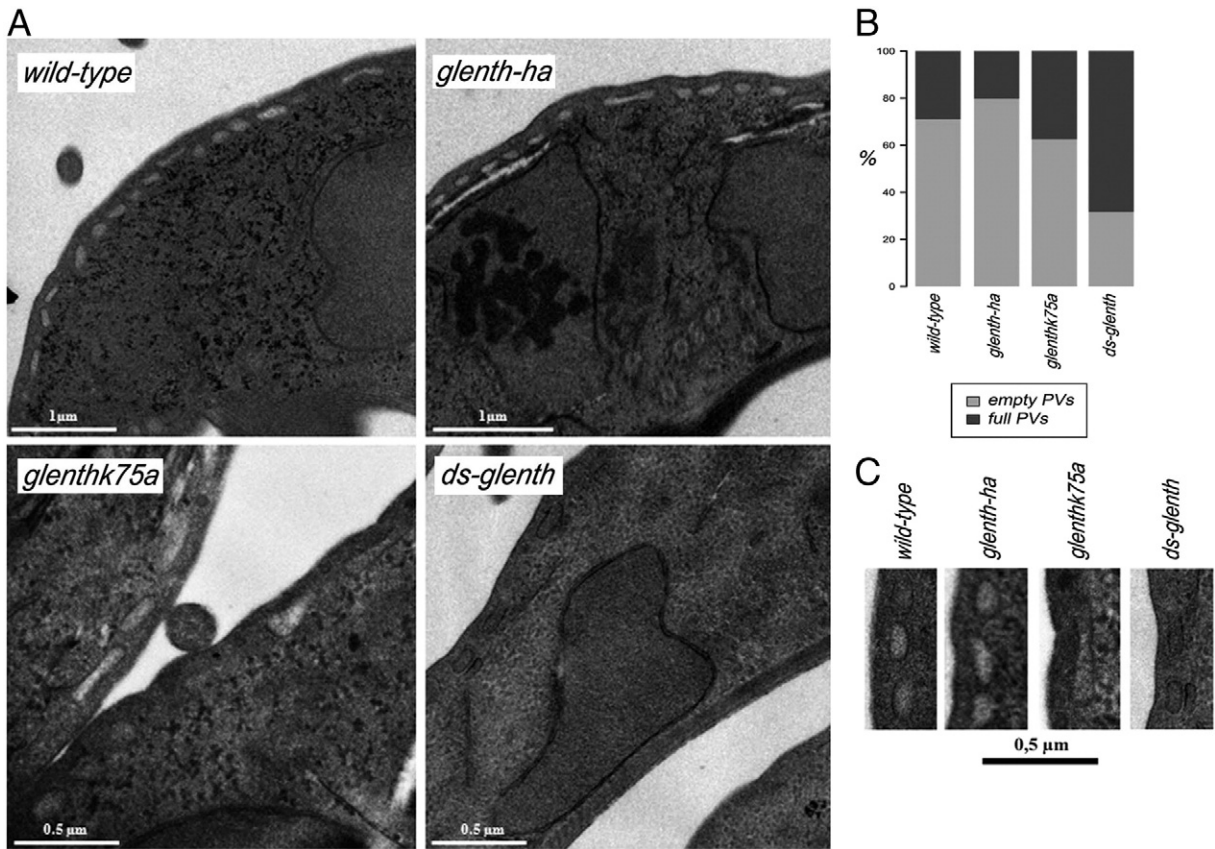 A
wild-type
1µm
glenth-ha
1µm
glenthk75a
0.5 µm
ds-glenth
0.5 µm
B
100
80
60
40
20
0
%
wild-type
glenth-ha
glenthk75a
ds-glenth
empty PVs
full PVs
C
wild-type
glenth-ha
glenthk75a
ds-glenth
0,5 µm